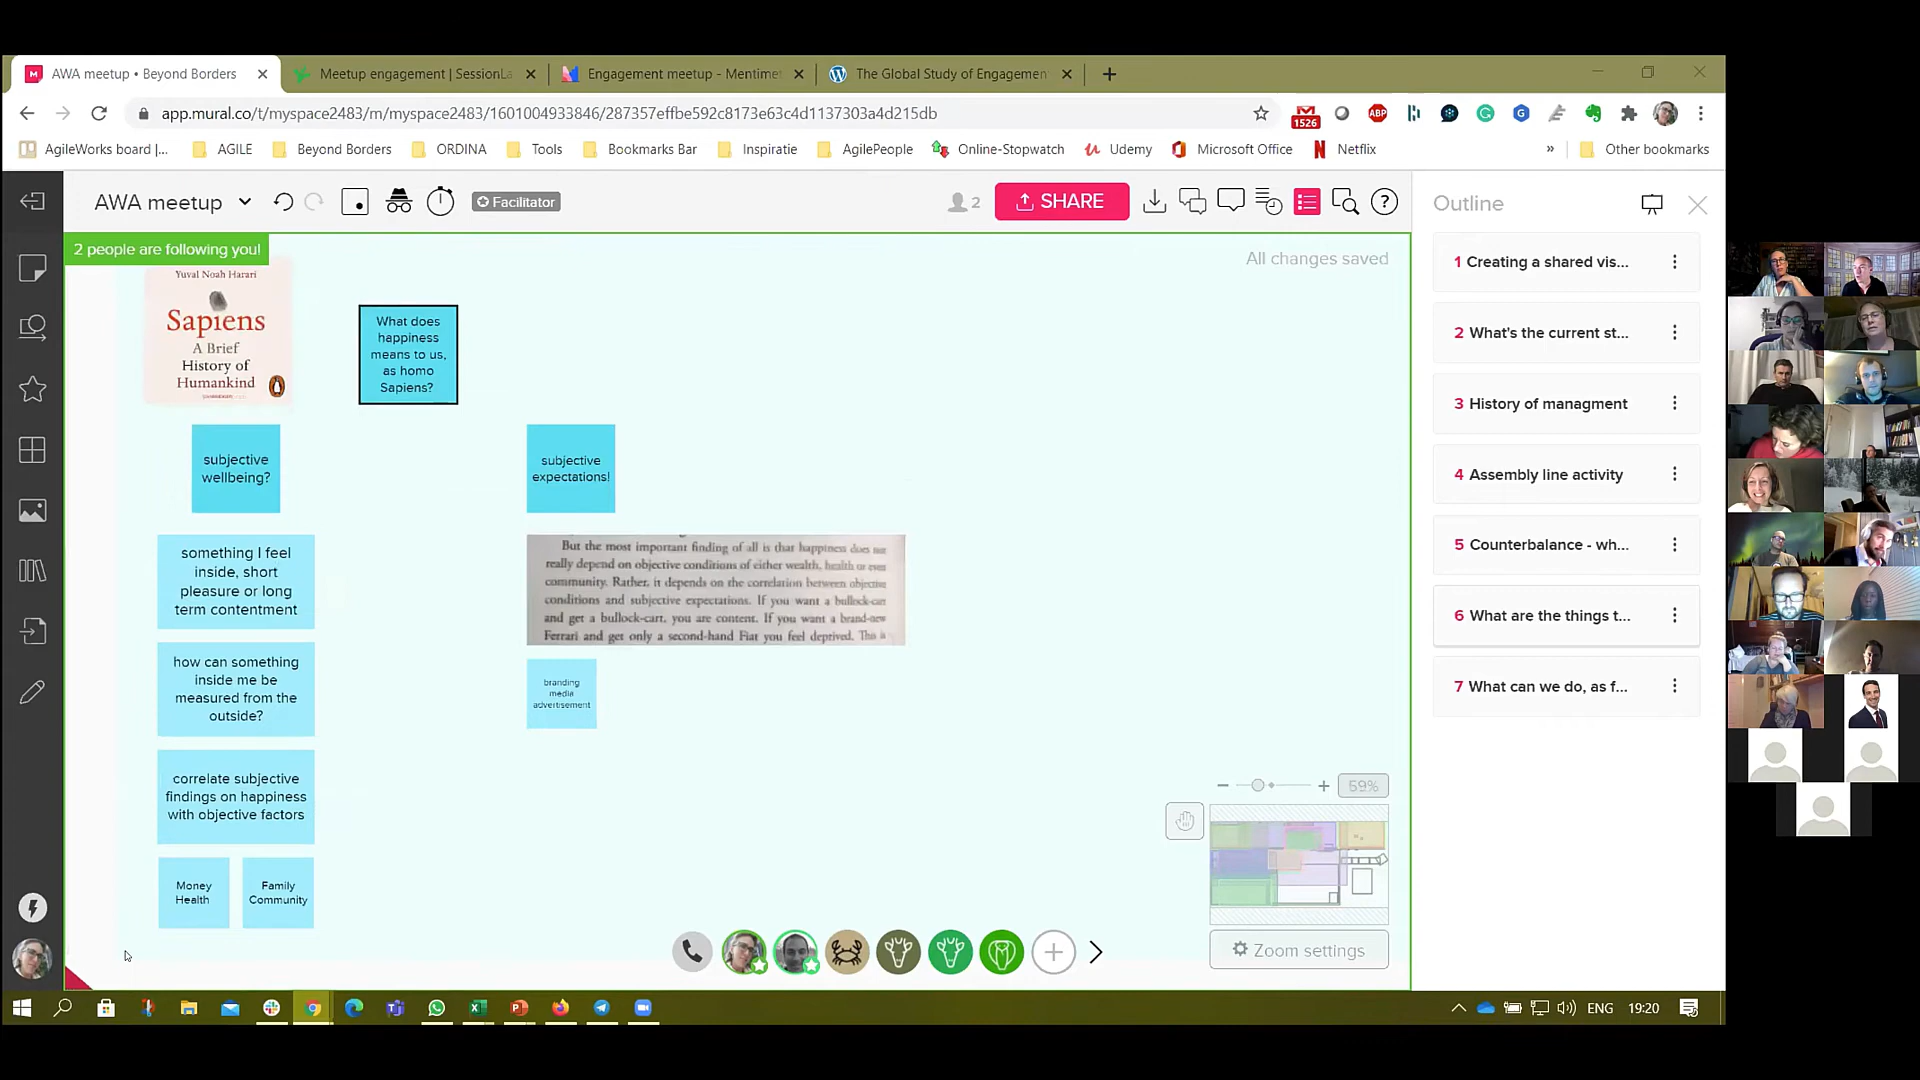 AWA meetup • Beyond Borders
Meetup engagement | SessionLa
Engagement meetup - Mentimet
The Global Study of Engagemen
app.mural.co/t/myspace2483/m/myspace2483/1601004933846/287357effbe592c8173e63c4d1137303a4d215db
1526
ABP
AgileWorks board |...
AGILE
Beyond Borders
ORDINA
Tools
Bookmarks Bar
Inspiratie
AgilePeople
Online-Stopwatch
Udemy
Microsoft Office
Netflix
»
Other bookmarks
AWA meetup
Facilitator
2
SHARE
?
2 people are following you!
All changes saved
Yuval Noah Harari
Sapiens
A Brief
History of
Humankind
What does
happiness
means to us,
as homo
Sapiens?
subjective
wellbeing?
subjective
expectations!
something I feel
inside, short
pleasure or long
term contentment
But the most important finding of all is that happiness does not
really depend on objective conditions of either wealth, health or even
community. Rather, it depends on the correlation between objective
conditions and subjective expectations. If you want a bullock-cart
and get a bullock-cart, you are content. If you want a brand-new
Ferrari and get only a second-hand Fiat you feel deprived. This is
how can something
inside me be
measured from the
outside?
branding
media
advertisement
correlate subjective
findings on happiness
with objective factors
Money
Health
Family
Community
59%
Zoom settings
Outline
1 Creating a shared vis...
2 What's the current st...
3 History of managment
4 Assembly line activity
5 Counterbalance - wh...
6 What are the things t...
7 What can we do, as f...
ENG
19:20